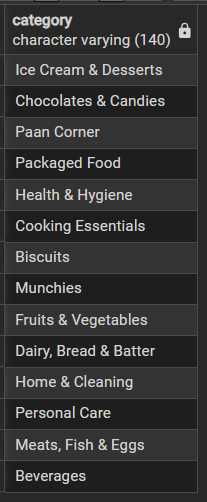 category
character varying (140)
Ice Cream & Desserts
Chocolates & Candies
Paan Corner
Packaged Food
Health & Hygiene
Cooking Essentials
Biscuits
Munchies
Fruits & Vegetables
Dairy, Bread & Batter
Home & Cleaning
Personal Care
Meats, Fish & Eggs
Beverages